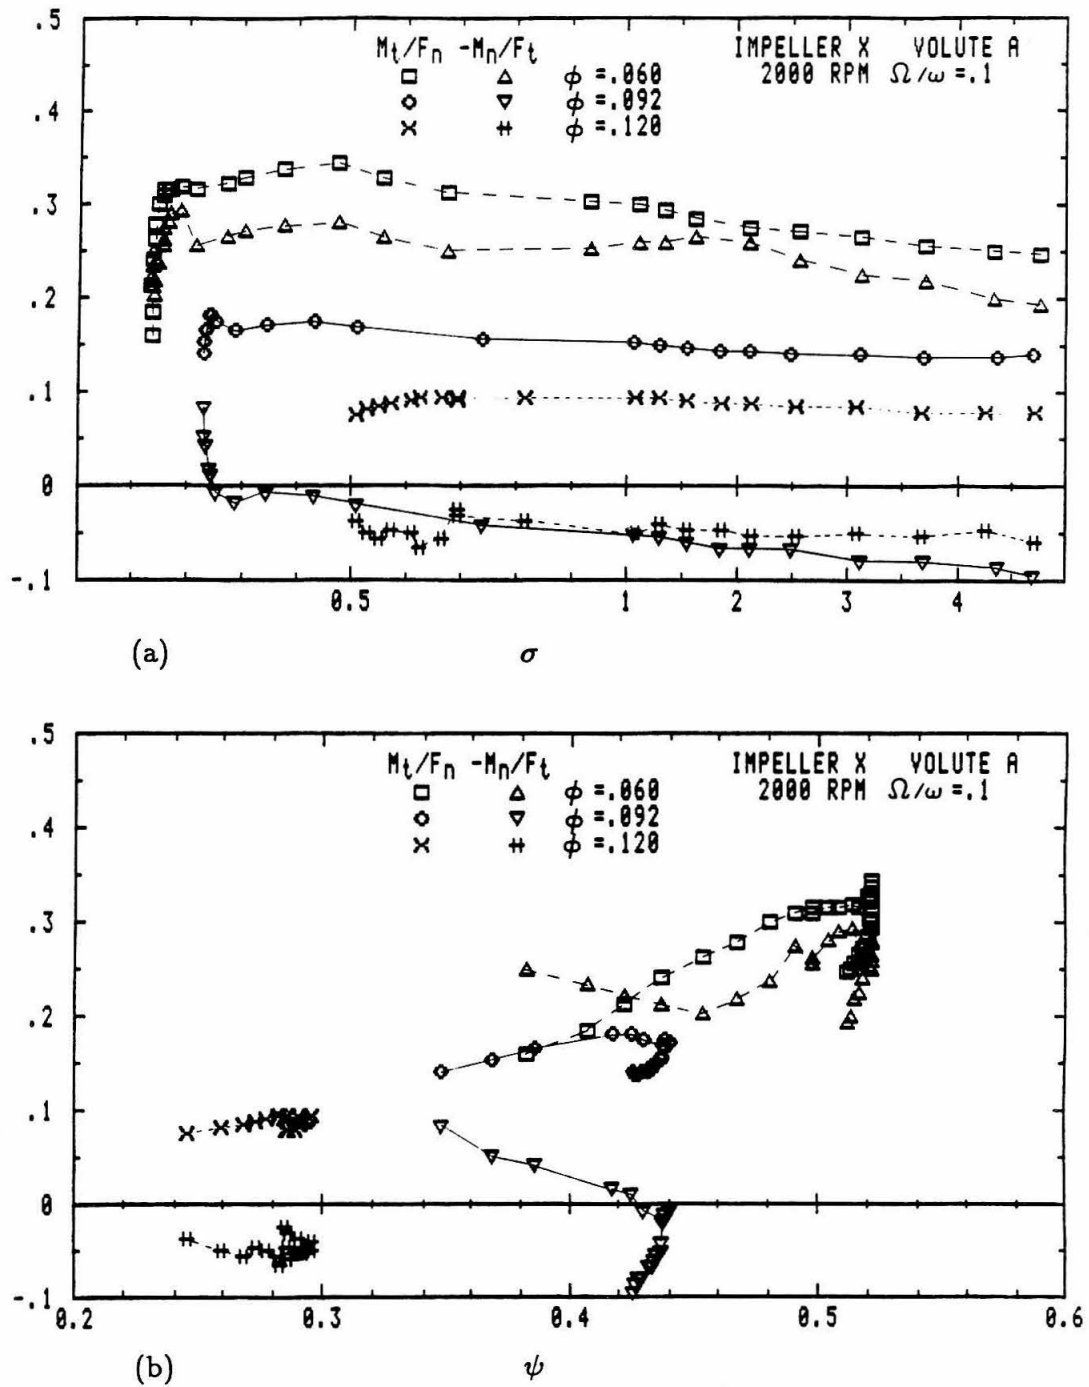 .5
Mt/Fn -Mn/Ft IMPELLER X VOLUTE A
ϕ =.060 2000 RPM Ω/ω =.1
.4
ϕ =.092
ϕ =.120
.3
.2
.1
0
-.1
0.5 1 2 3 4
(a) σ
.5
Mt/Fn -Mn/Ft IMPELLER X VOLUTE A
ϕ =.060 2000 RPM Ω/ω =.1
.4
ϕ =.092
ϕ =.120
.3
.2
.1
0
-.1
0.2 0.3 0.4 0.5 0.6
(b) ψ